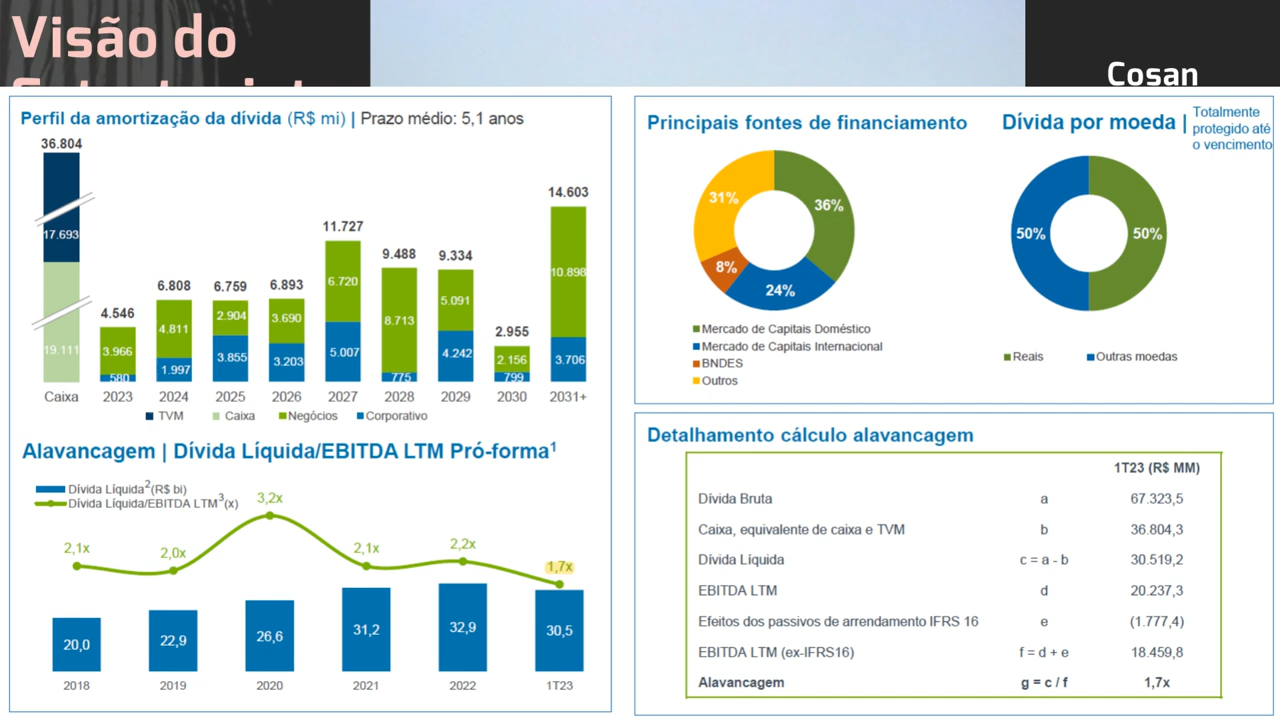 Visão do
Cosan
Perfil da amortização da dívida (R$ mi) | Prazo médio: 5,1 anos
36.804
17.693
19.111
4.546
3.966
580
6.808
4.811
1.997
6.759
2.904
3.855
6.893
3.690
3.203
11.727
6.720
5.007
9.488
8.713
775
9.334
5.091
4.242
2.955
2.156
799
14.603
10.898
3.706
Caixa 2023 2024 2025 2026 2027 2028 2029 2030 2031+
TVM Caixa Negócios Corporativo
Alavancagem | Dívida Líquida/EBITDA LTM Pró-forma¹
Dívida Líquida²(R$ bi)
Dívida Líquida/EBITDA LTM³(x)
2,1x 2,0x 3,2x 2,1x 2,2x 1,7x
20,0 22,9 26,6 31,2 32,9 30,5
2018 2019 2020 2021 2022 1T23
Principais fontes de financiamento
36%
24%
8%
31%
Mercado de Capitais Doméstico
Mercado de Capitais Internacional
BNDES
Outros
Dívida por moeda |
Totalmente
protegido até
o vencimento
50% 50%
Reais Outras moedas
Detalhamento cálculo alavancagem
1T23 (R$ MM)
Dívida Bruta a 67.323,5
Caixa, equivalente de caixa e TVM b 36.804,3
Dívida Líquida c = a - b 30.519,2
EBITDA LTM d 20.237,3
Efeitos dos passivos de arrendamento IFRS 16 e (1.777,4)
EBITDA LTM (ex-IFRS16) f = d + e 18.459,8
Alavancagem g = c / f 1,7x